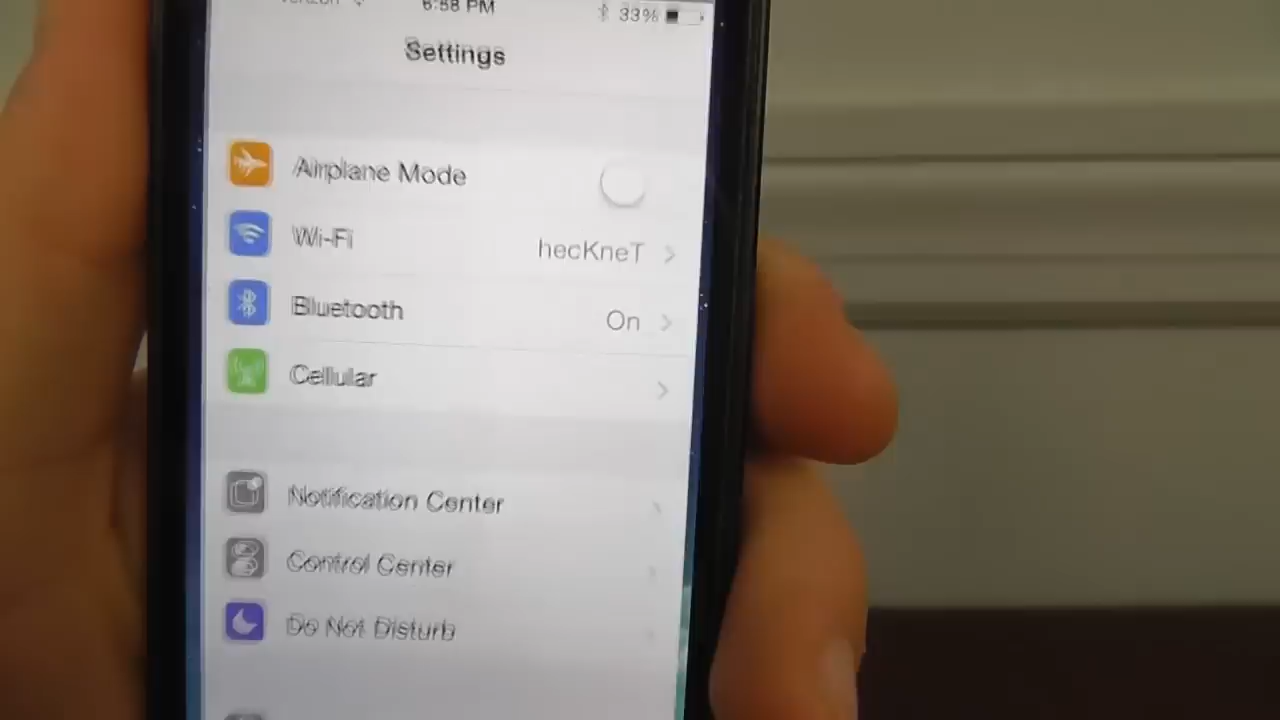 6:58 PM 33%
Settings
Airplane Mode
Wi-Fi hecKneT
Bluetooth On
Cellular
Notification Center
Control Center
Do Not Disturb